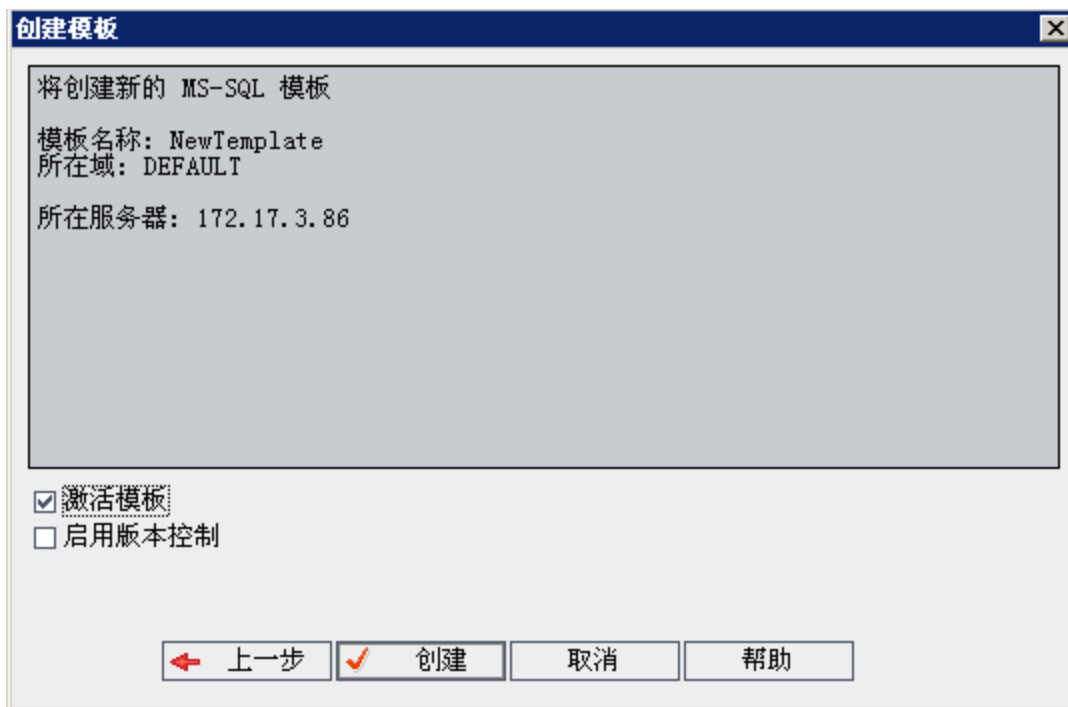 创建模板
将创建新的 MS-SQL 模板
模板名称: NewTemplate
所在域: DEFAULT
所在服务器: 172.17.3.86
激活模板
启用版本控制
上一步 创建 取消 帮助